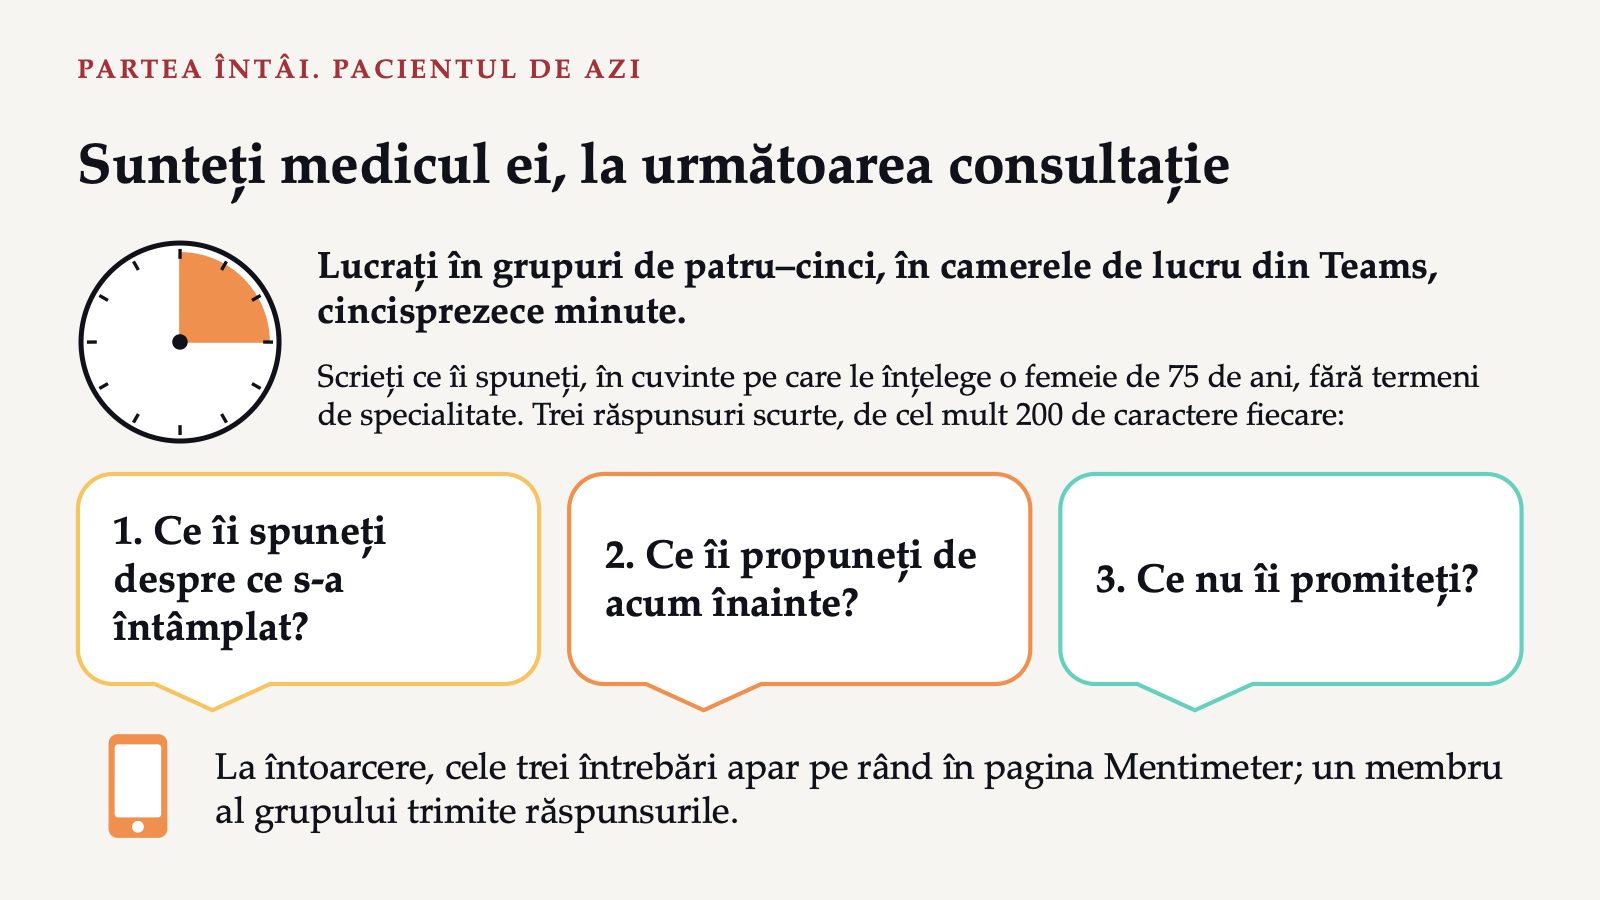 PARTEA ÎNTÂI. PACIENTUL DE AZI
Sunteți medicul ei, la următoarea consultație
Lucrați în grupuri de patru–cinci, în camerele de lucru din Teams,
cincisprezece minute.
Scrieți ce îi spuneți, în cuvinte pe care le înțelege o femeie de 75 de ani, fără termeni
de specialitate. Trei răspunsuri scurte, de cel mult 200 de caractere fiecare:
1. Ce îi spuneți
despre ce s-a
întâmplat?
2. Ce îi propuneți de
acum înainte?
3. Ce nu îi promiteți?
La întoarcere, cele trei întrebări apar pe rând în pagina Mentimeter; un membru
al grupului trimite răspunsurile.